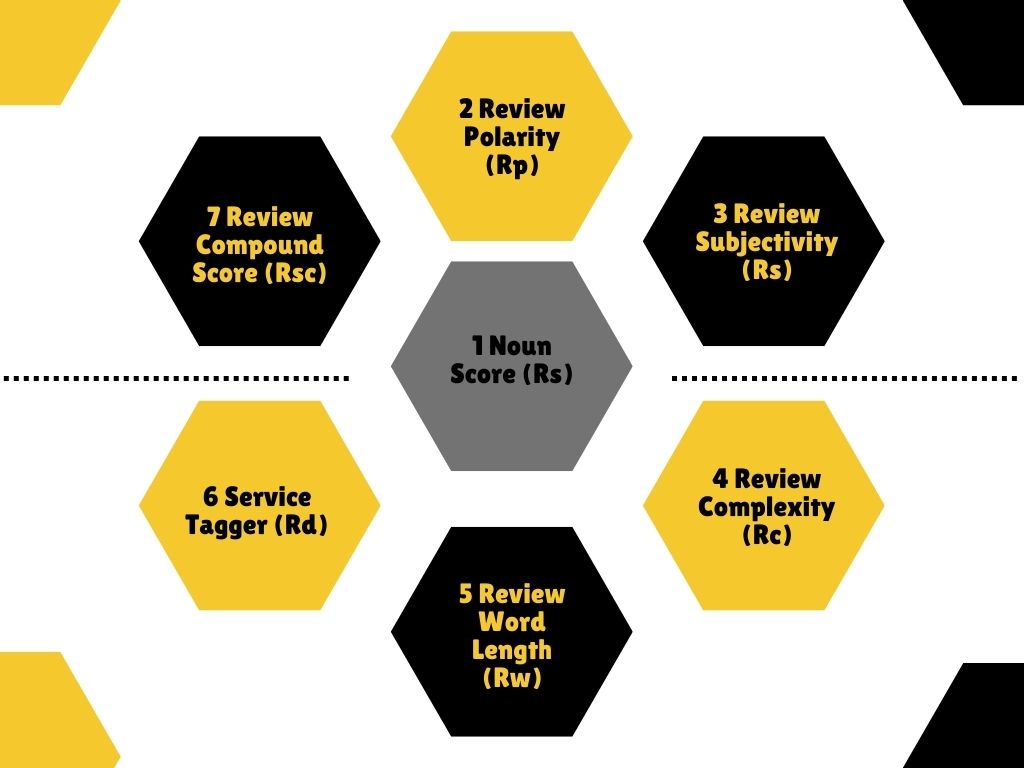 1 Noun
Score (Rs)
2 Review
Polarity
(Rp)
3 Review
Subjectivity
(Rs)
4 Review
Complexity
(Rc)
5 Review
Word
Length
(Rw)
6 Service
Tagger (Rd)
7 Review
Compound
Score (Rsc)